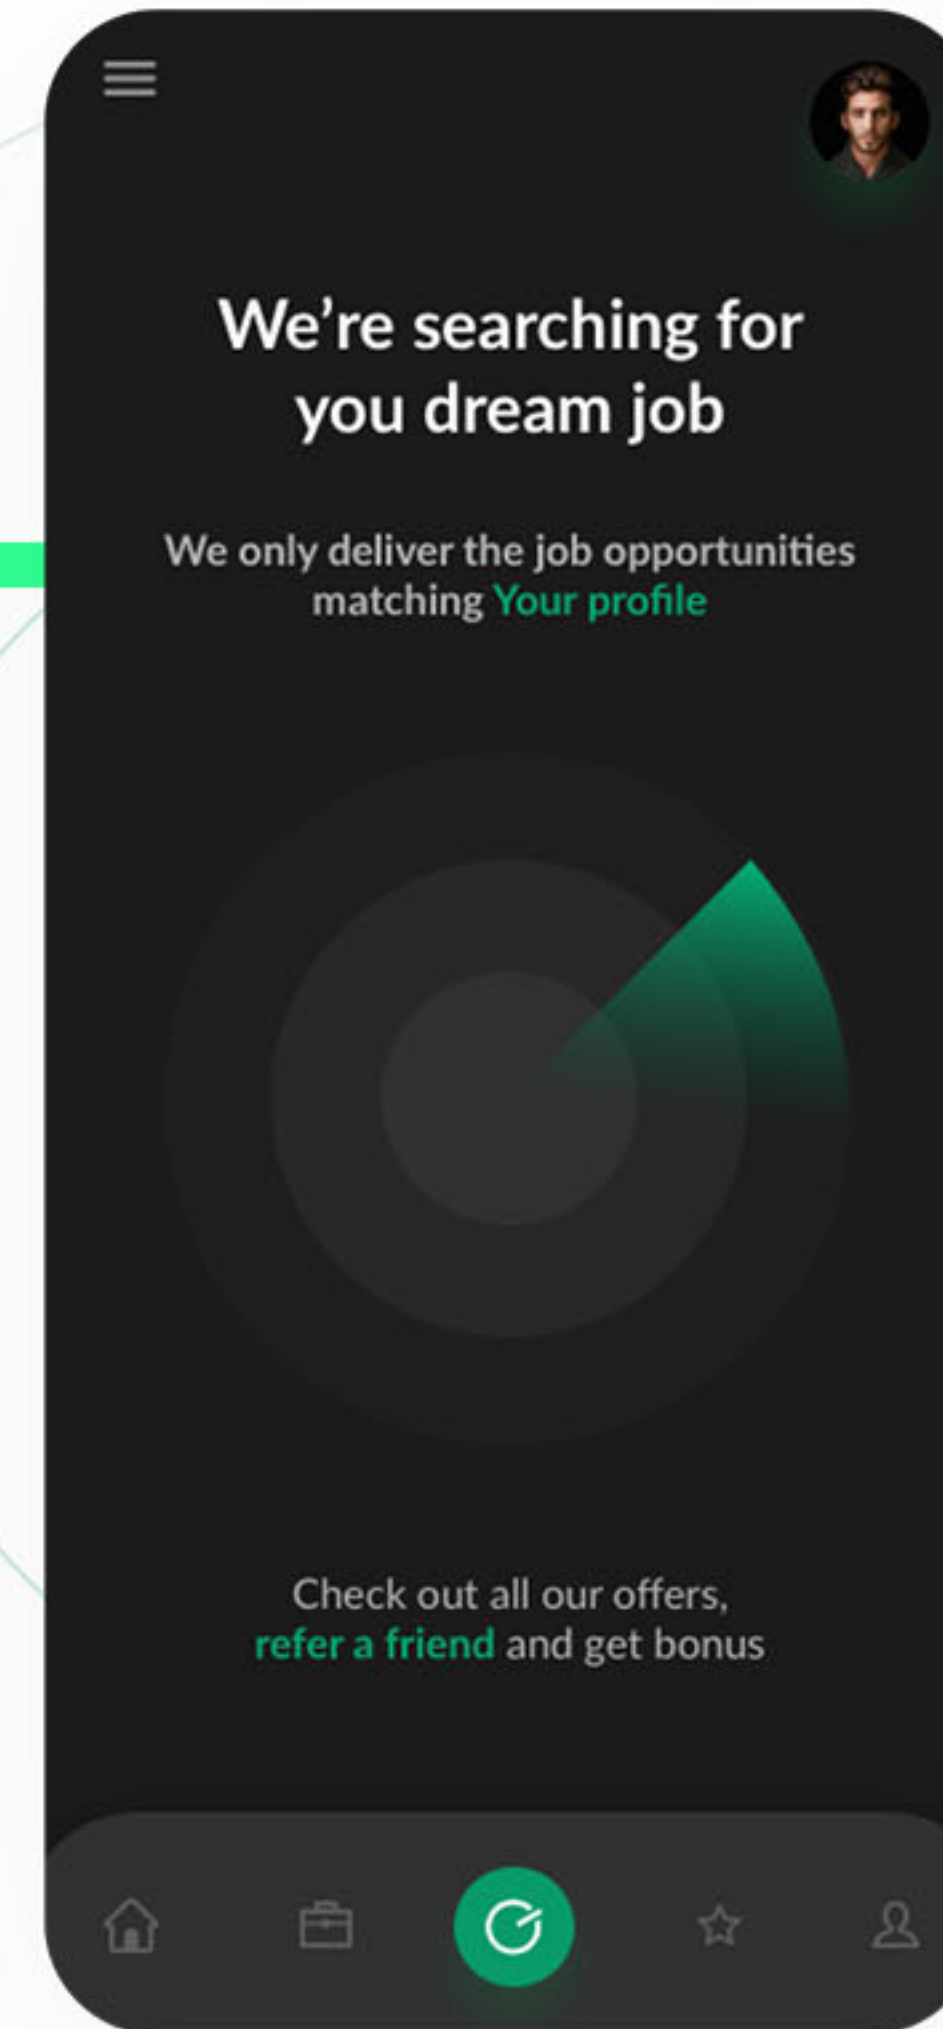 We're searching for
you dream job
We only deliver the job opportunities
matching Your profile
Check out all our offers,
refer a friend and get bonus